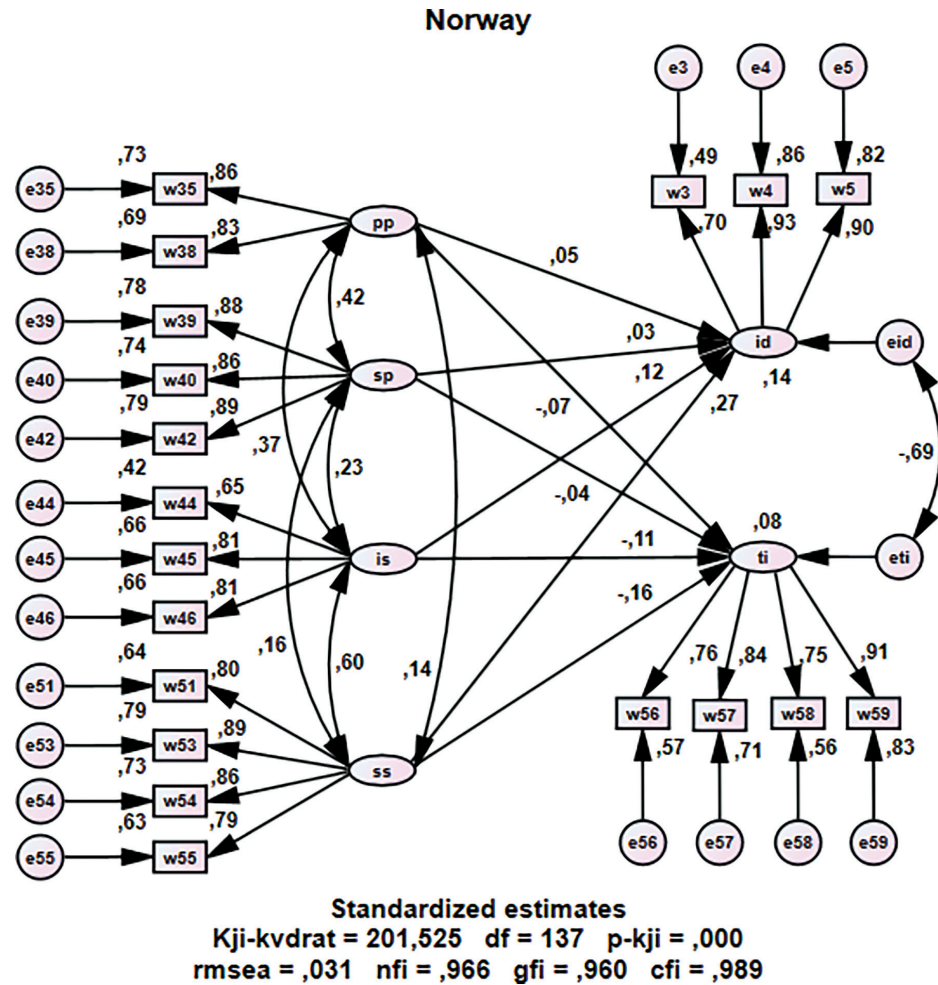 Norway
e3 e4 e5
,49 ,86 ,82
w3 w4 w5
,70 ,93 ,90
,73
e35 w35 ,86
,69
e38 w38 ,83
,78
e39 w39 ,88
,74
e40 w40 ,86
,79
e42 w42 ,89
,42
e44 w44 ,65
,66
e45 w45 ,81
,66
e46 w46 ,81
,64
e51 w51 ,80
,79
e53 w53 ,89
,73
e54 w54 ,86
,63
e55 w55 ,79
pp
,42
sp
,37 ,23
is
,16 ,60 ,14
ss
,05
,03
,12
,27
-,07
-,04
-,11
-,16
id eid
,14
-,69
,08
ti eti
,76 ,84 ,75 ,91
w56 w57 w58 w59
,57 ,71 ,56 ,83
e56 e57 e58 e59
Standardized estimates
Kji-kvdrat = 201,525 df = 137 p-kji = ,000
rmsea = ,031 nfi = ,966 gfi = ,960 cfi = ,989